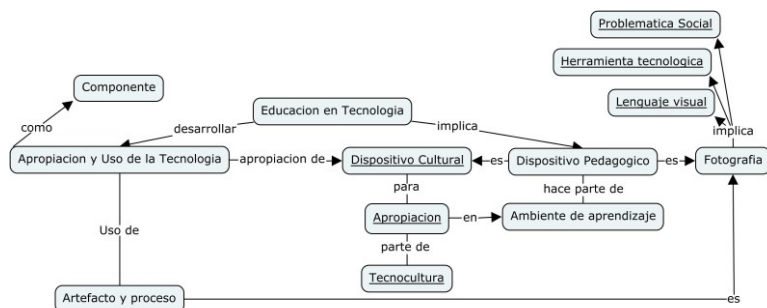 Problematica Social
Herramienta tecnologica
Componente
Lenguaje visual
Educacion en Tecnologia
como
desarrollar
implica
implica
Apropiacion y Uso de la Tecnologia
apropiacion de
Dispositivo Cultural
es
Dispositivo Pedagogico
es
Fotografia
para
hace parte de
Apropiacion
en
Ambiente de aprendizaje
Uso de
parte de
Tecnocultura
Artefacto y proceso
es